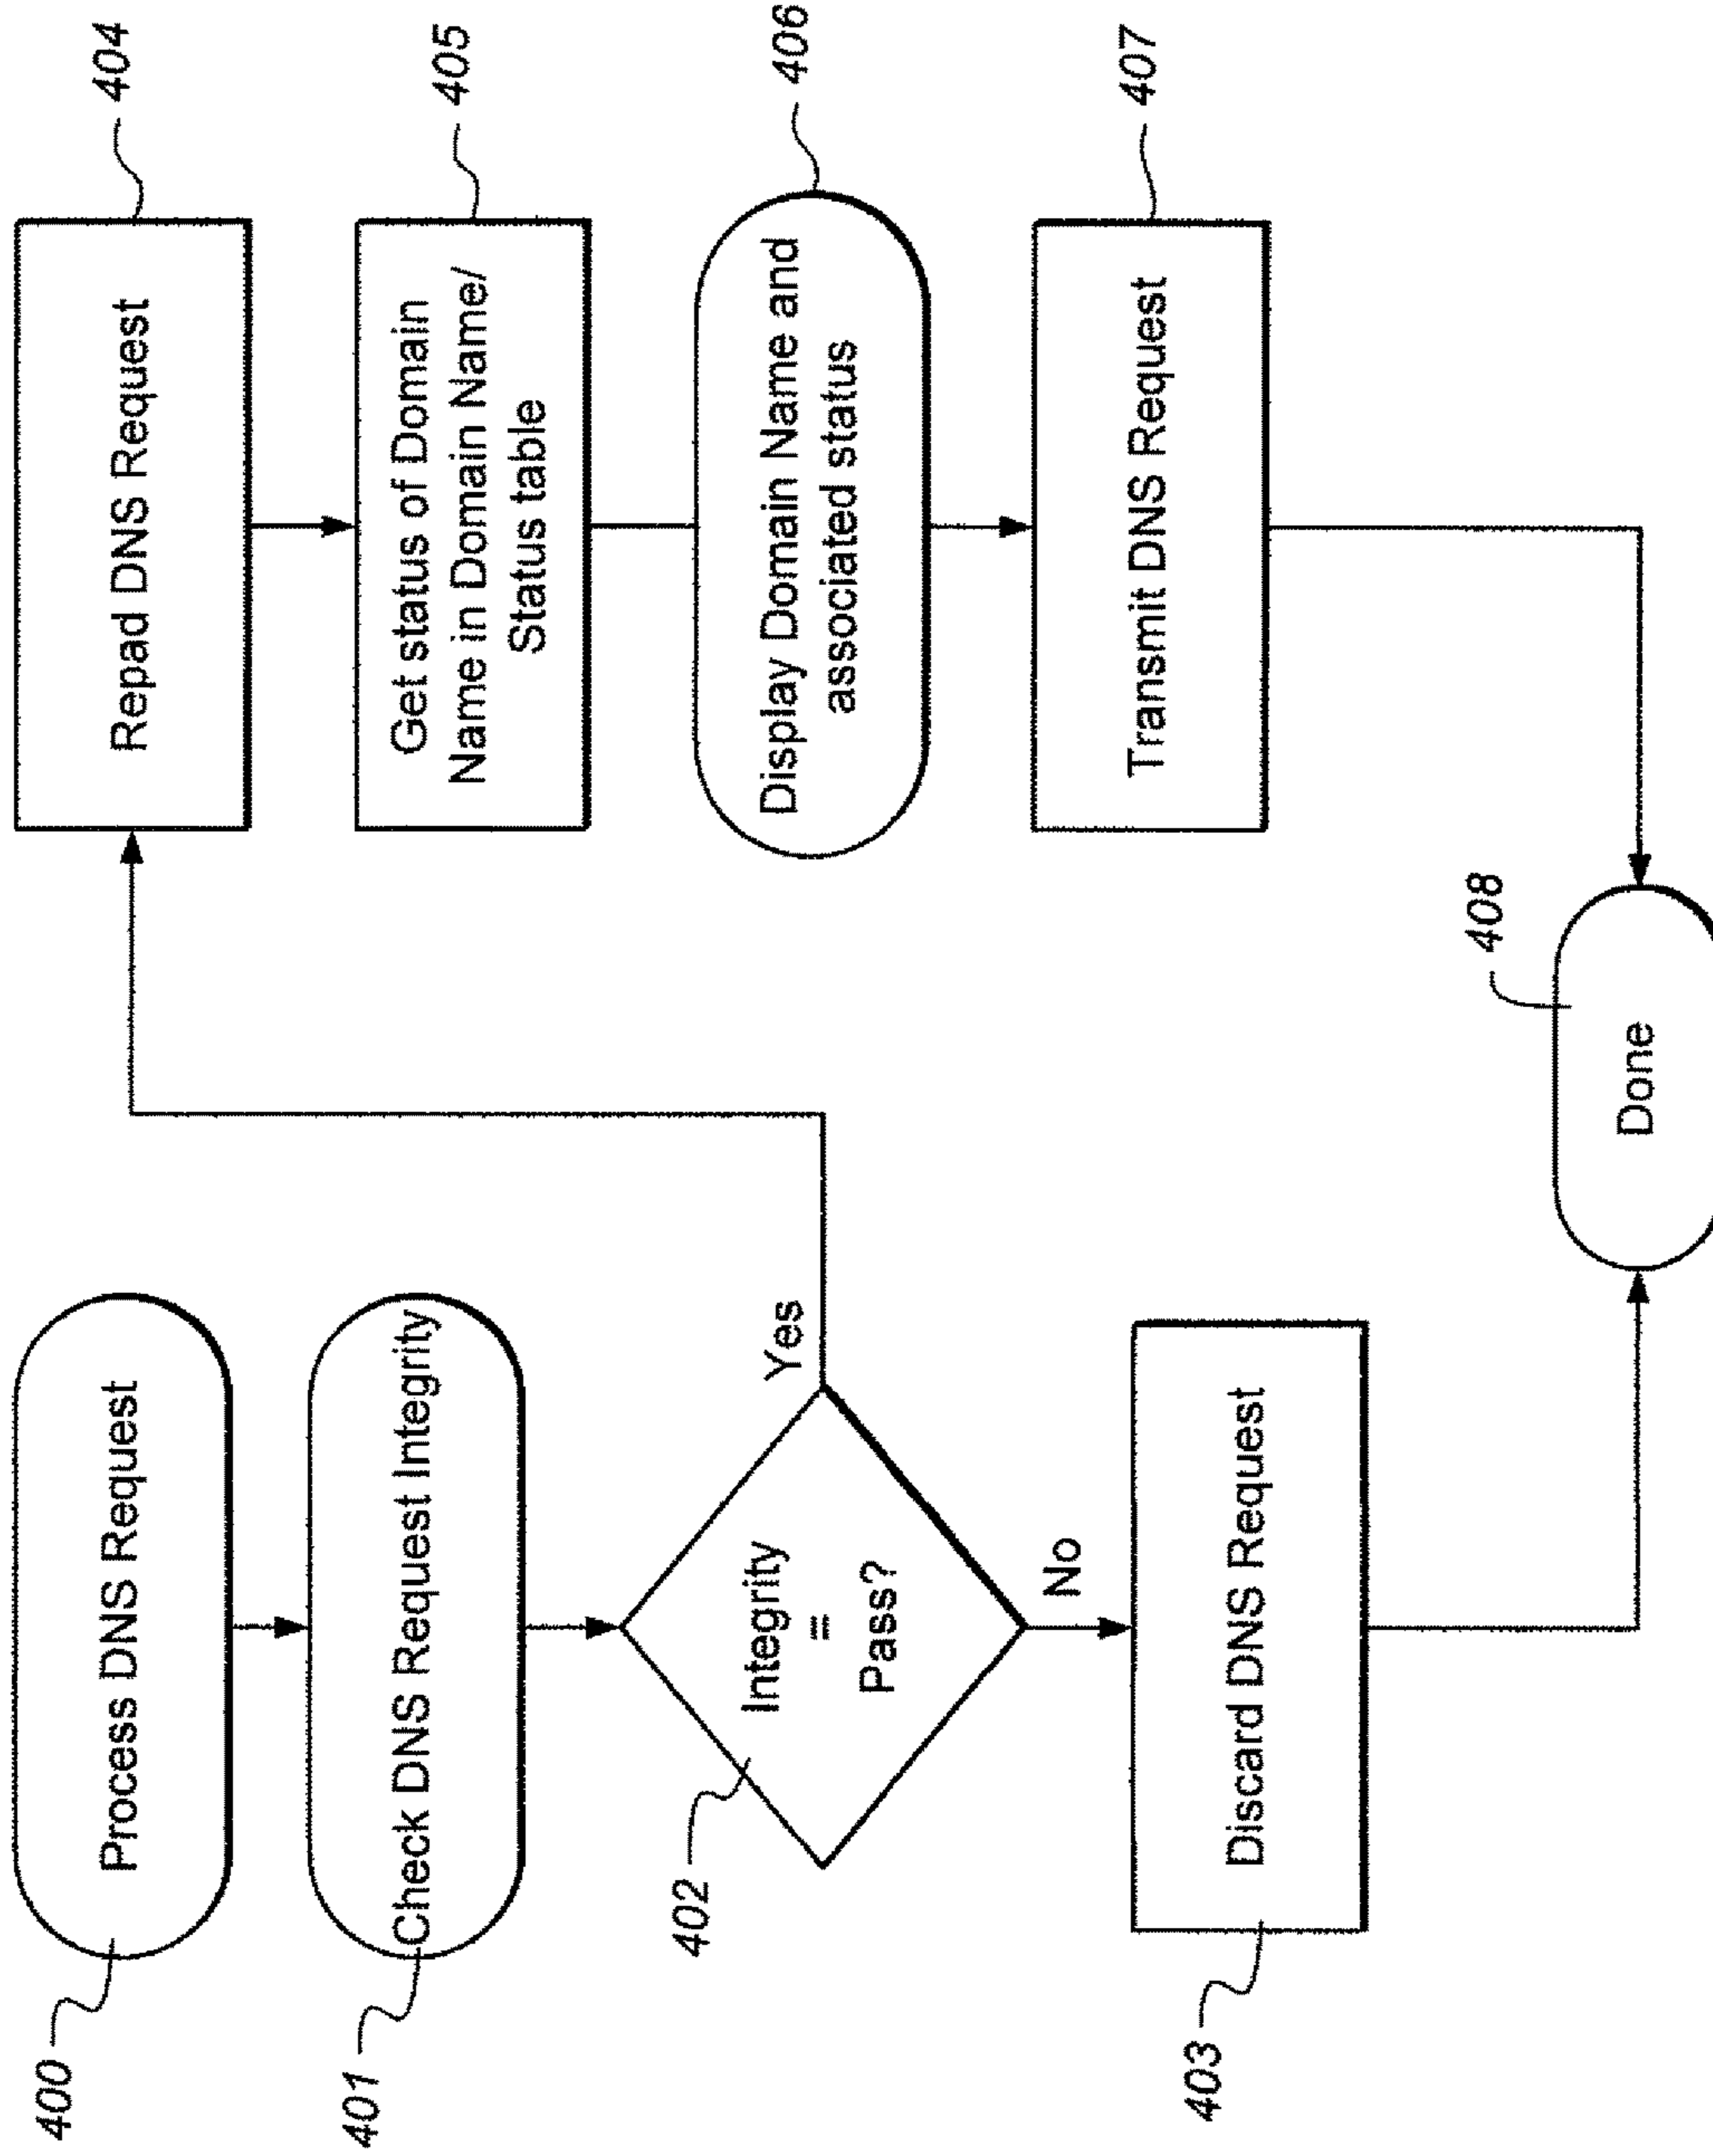 400
Process DNS Request
401
Check DNS Request Integrity
402
Integrity
=
Pass?
Yes
No
403
Discard DNS Request
404
Repad DNS Request
405
Get status of Domain
Name in Domain Name/
Status table
406
Display Domain Name and
associated status
407
Transmit DNS Request
408
Done